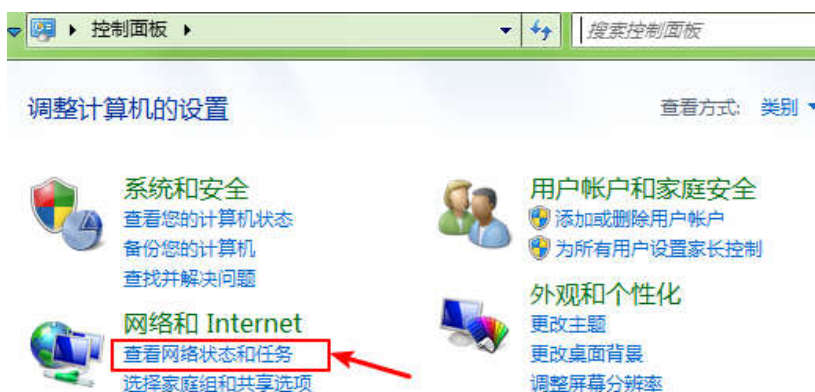 控制面板
搜索控制面板
调整计算机的设置
查看方式: 类别
系统和安全
查看您的计算机状态
备份您的计算机
查找并解决问题
网络和 Internet
查看网络状态和任务
选择家庭组和共享选项
用户帐户和家庭安全
添加或删除用户帐户
为所有用户设置家长控制
外观和个性化
更改主题
更改桌面背景
调整屏幕分辨率